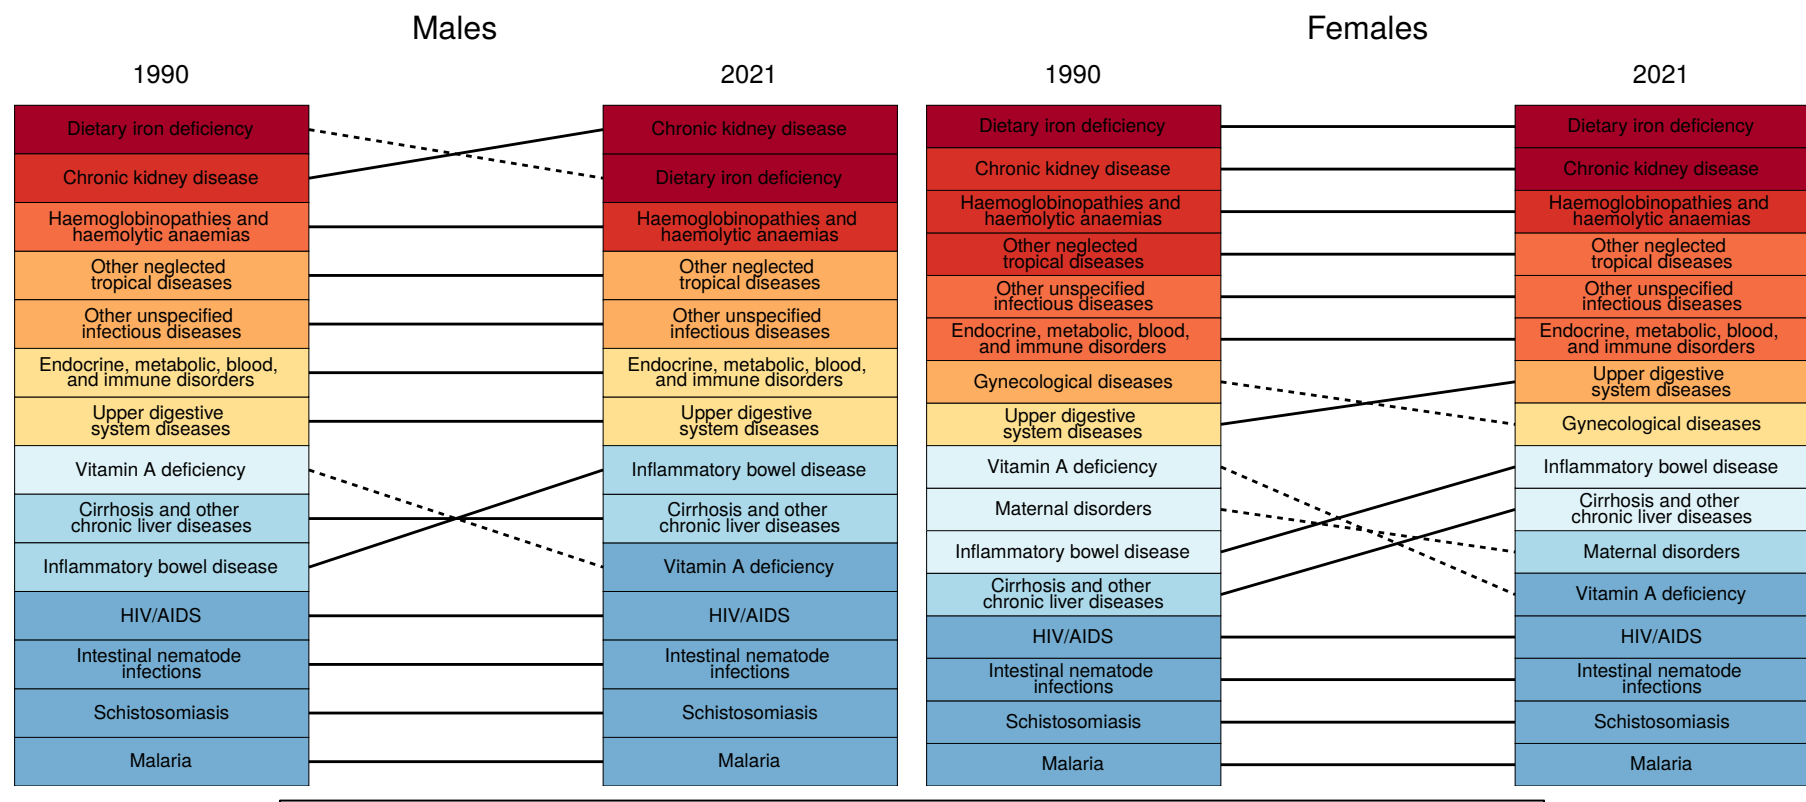 Males
1990
2021
Dietary iron deficiency
Chronic kidney disease
Haemoglobinopathies and
haemolytic anaemias
Other neglected
tropical diseases
Other unspecified
infectious diseases
Endocrine, metabolic, blood,
and immune disorders
Upper digestive
system diseases
Vitamin A deficiency
Cirrhosis and other
chronic liver diseases
Inflammatory bowel disease
HIV/AIDS
Intestinal nematode
infections
Schistosomiasis
Malaria
Chronic kidney disease
Dietary iron deficiency
Haemoglobinopathies and
haemolytic anaemias
Other neglected
tropical diseases
Other unspecified
infectious diseases
Endocrine, metabolic, blood,
and immune disorders
Upper digestive
system diseases
Inflammatory bowel disease
Cirrhosis and other
chronic liver diseases
Vitamin A deficiency
HIV/AIDS
Intestinal nematode
infections
Schistosomiasis
Malaria
Females
1990
2021
Dietary iron deficiency
Chronic kidney disease
Haemoglobinopathies and
haemolytic anaemias
Other neglected
tropical diseases
Other unspecified
infectious diseases
Endocrine, metabolic, blood,
and immune disorders
Gynecological diseases
Upper digestive
system diseases
Vitamin A deficiency
Maternal disorders
Inflammatory bowel disease
Cirrhosis and other
chronic liver diseases
HIV/AIDS
Intestinal nematode
infections
Schistosomiasis
Malaria
Dietary iron deficiency
Chronic kidney disease
Haemoglobinopathies and
haemolytic anaemias
Other neglected
tropical diseases
Other unspecified
infectious diseases
Endocrine, metabolic, blood,
and immune disorders
Upper digestive
system diseases
Gynecological diseases
Inflammatory bowel disease
Cirrhosis and other
chronic liver diseases
Maternal disorders
Vitamin A deficiency
HIV/AIDS
Intestinal nematode
infections
Schistosomiasis
Malaria